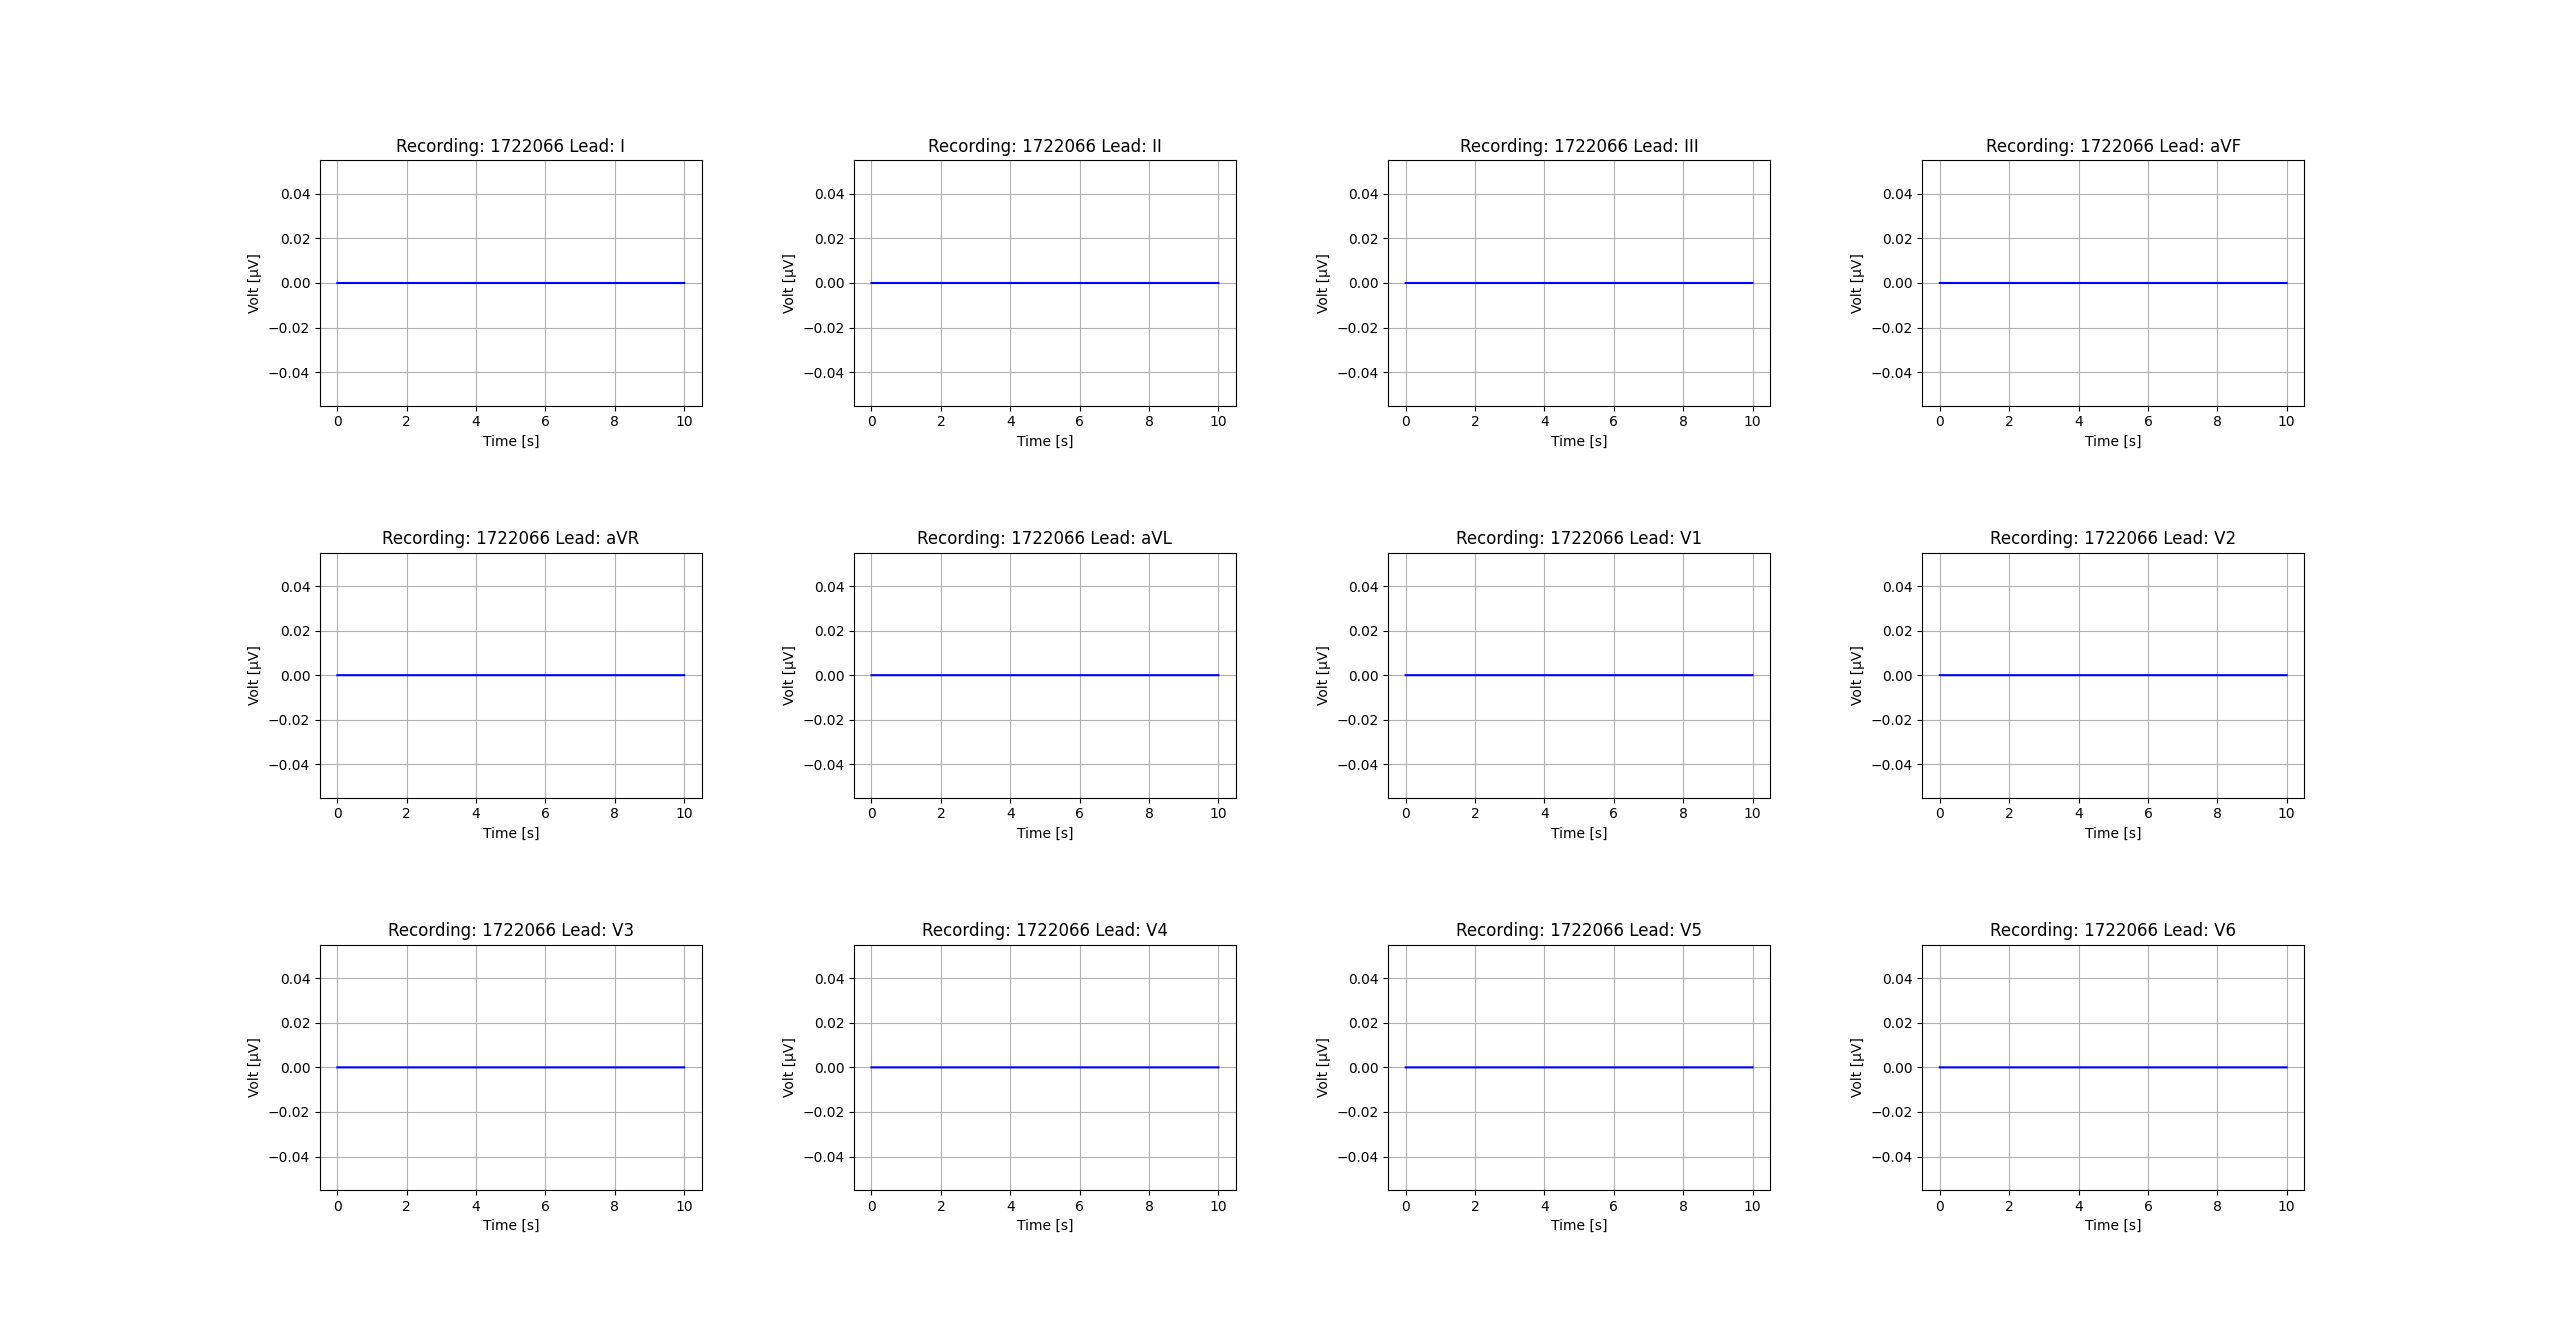 Recording: 1722066 Lead: I
0.04
0.02
0.00
−0.02
−0.04
Volt [µV]
0 2 4 6 8 10
Time [s]
Recording: 1722066 Lead: II
0.04
0.02
0.00
−0.02
−0.04
Volt [µV]
0 2 4 6 8 10
Time [s]
Recording: 1722066 Lead: III
0.04
0.02
0.00
−0.02
−0.04
Volt [µV]
0 2 4 6 8 10
Time [s]
Recording: 1722066 Lead: aVF
0.04
0.02
0.00
−0.02
−0.04
Volt [µV]
0 2 4 6 8 10
Time [s]
Recording: 1722066 Lead: aVR
0.04
0.02
0.00
−0.02
−0.04
Volt [µV]
0 2 4 6 8 10
Time [s]
Recording: 1722066 Lead: aVL
0.04
0.02
0.00
−0.02
−0.04
Volt [µV]
0 2 4 6 8 10
Time [s]
Recording: 1722066 Lead: V1
0.04
0.02
0.00
−0.02
−0.04
Volt [µV]
0 2 4 6 8 10
Time [s]
Recording: 1722066 Lead: V2
0.04
0.02
0.00
−0.02
−0.04
Volt [µV]
0 2 4 6 8 10
Time [s]
Recording: 1722066 Lead: V3
0.04
0.02
0.00
−0.02
−0.04
Volt [µV]
0 2 4 6 8 10
Time [s]
Recording: 1722066 Lead: V4
0.04
0.02
0.00
−0.02
−0.04
Volt [µV]
0 2 4 6 8 10
Time [s]
Recording: 1722066 Lead: V5
0.04
0.02
0.00
−0.02
−0.04
Volt [µV]
0 2 4 6 8 10
Time [s]
Recording: 1722066 Lead: V6
0.04
0.02
0.00
−0.02
−0.04
Volt [µV]
0 2 4 6 8 10
Time [s]